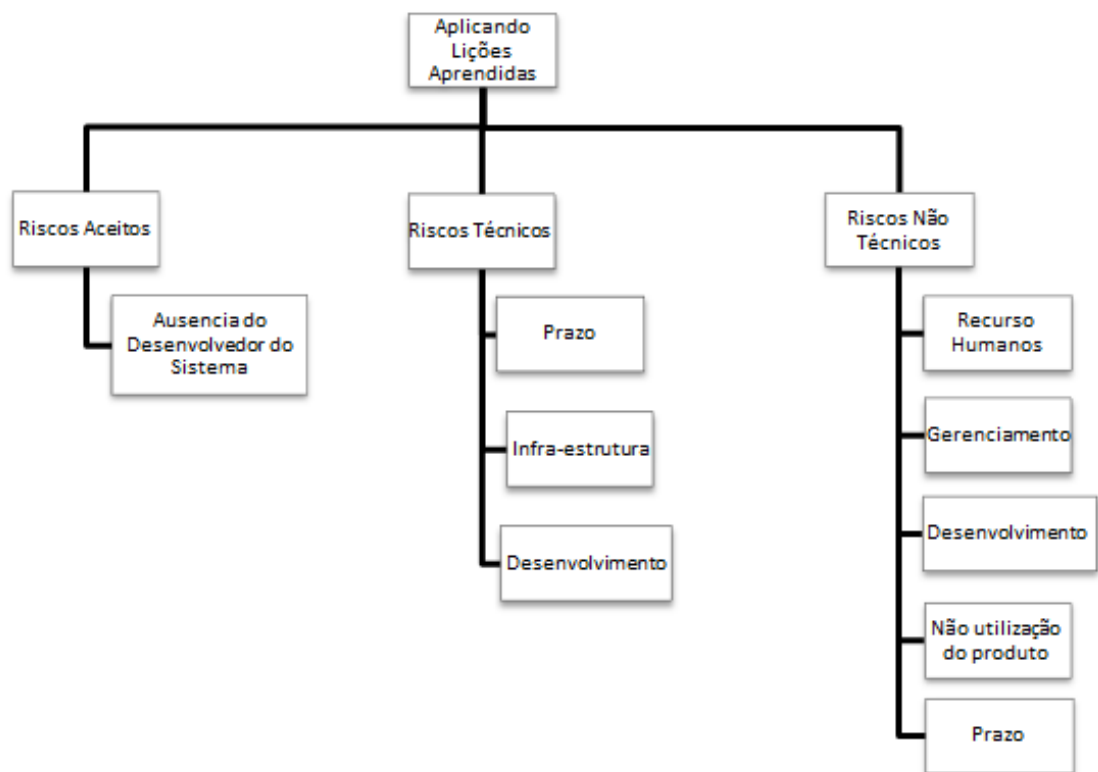 Aplicando
Lições
Aprendidas
Riscos Aceitos
Ausencia do
Desenvolvedor do
Sistema
Riscos Técnicos
Prazo
Infra-estrutura
Desenvolvimento
Riscos Não
Técnicos
Recurso
Humanos
Gerenciamento
Desenvolvimento
Não utilização
do produto
Prazo